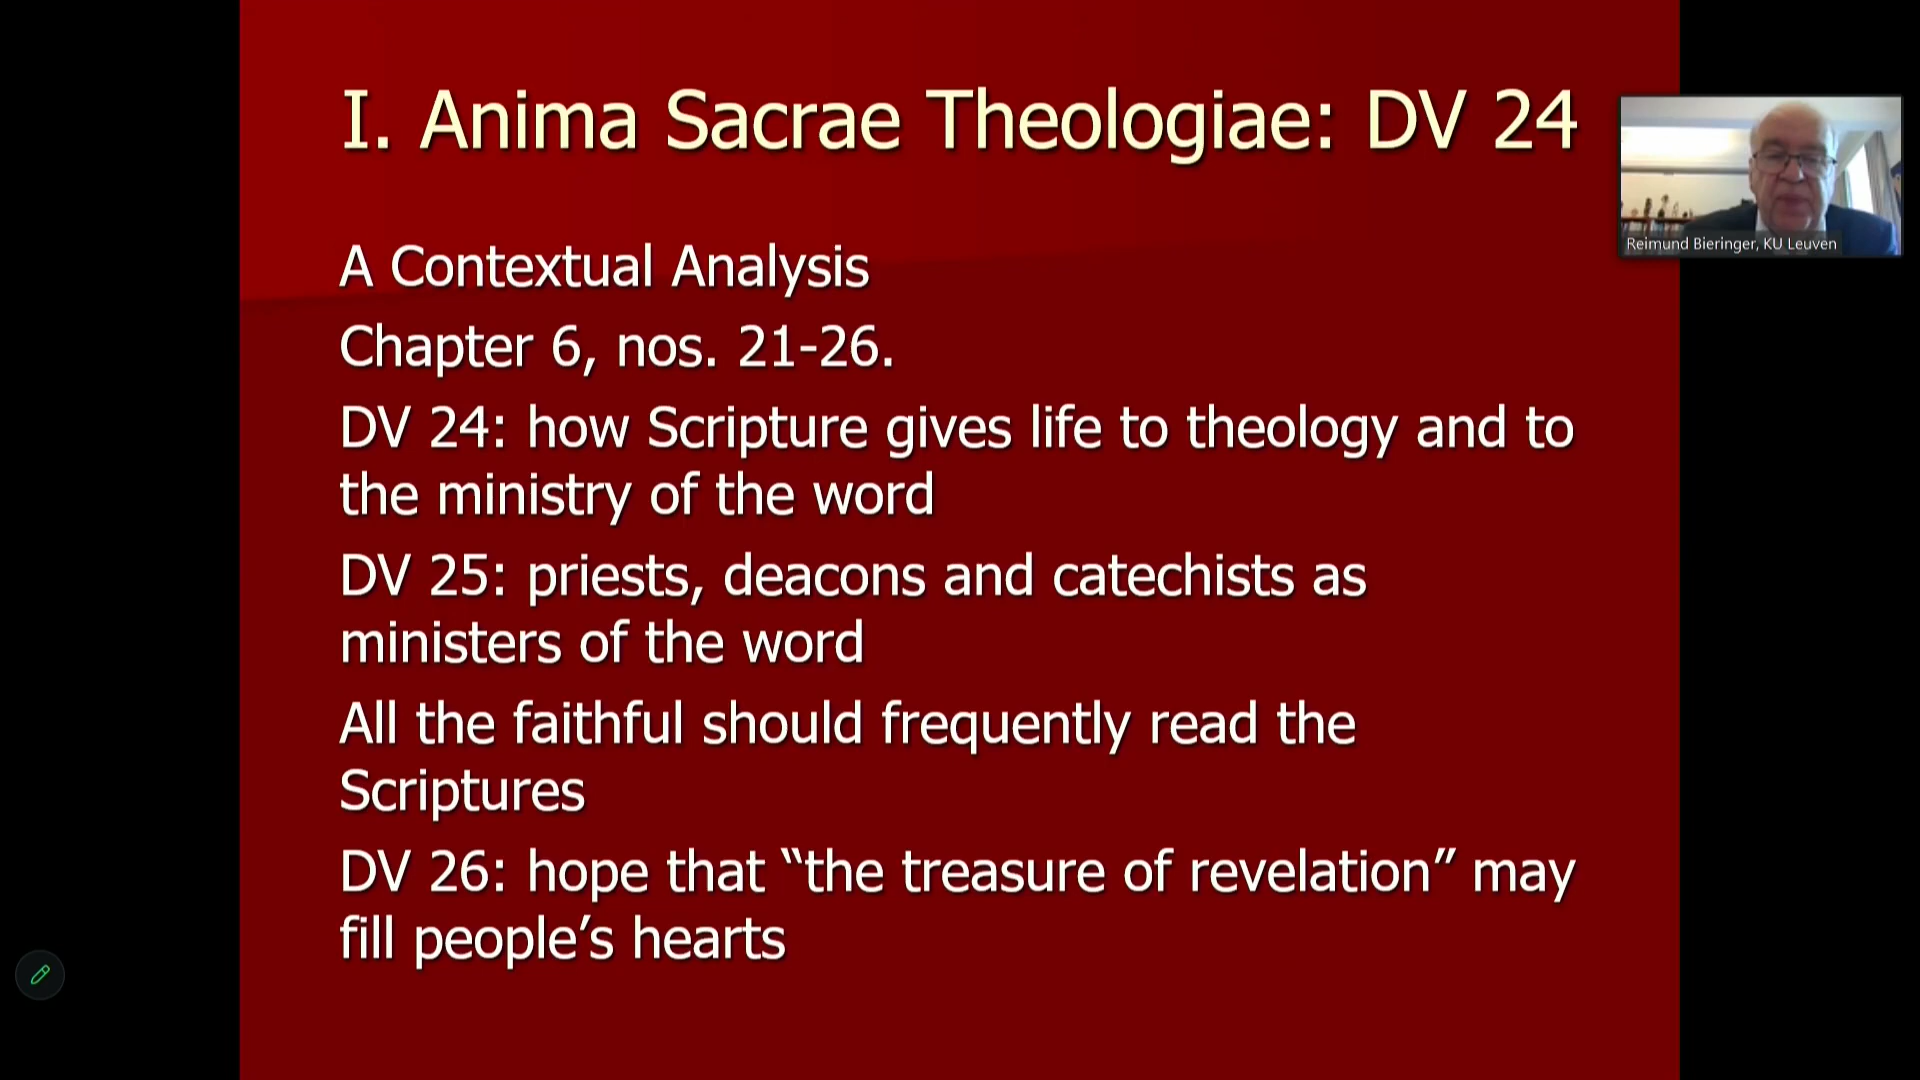 I. Anima Sacrae Theologiae: DV 24
Reimund Bieringer, KU Leuven
A Contextual Analysis
Chapter 6, nos. 21-26.
DV 24: how Scripture gives life to theology and to
the ministry of the word
DV 25: priests, deacons and catechists as
ministers of the word
All the faithful should frequently read the
Scriptures
DV 26: hope that “the treasure of revelation” may
fill people’s hearts